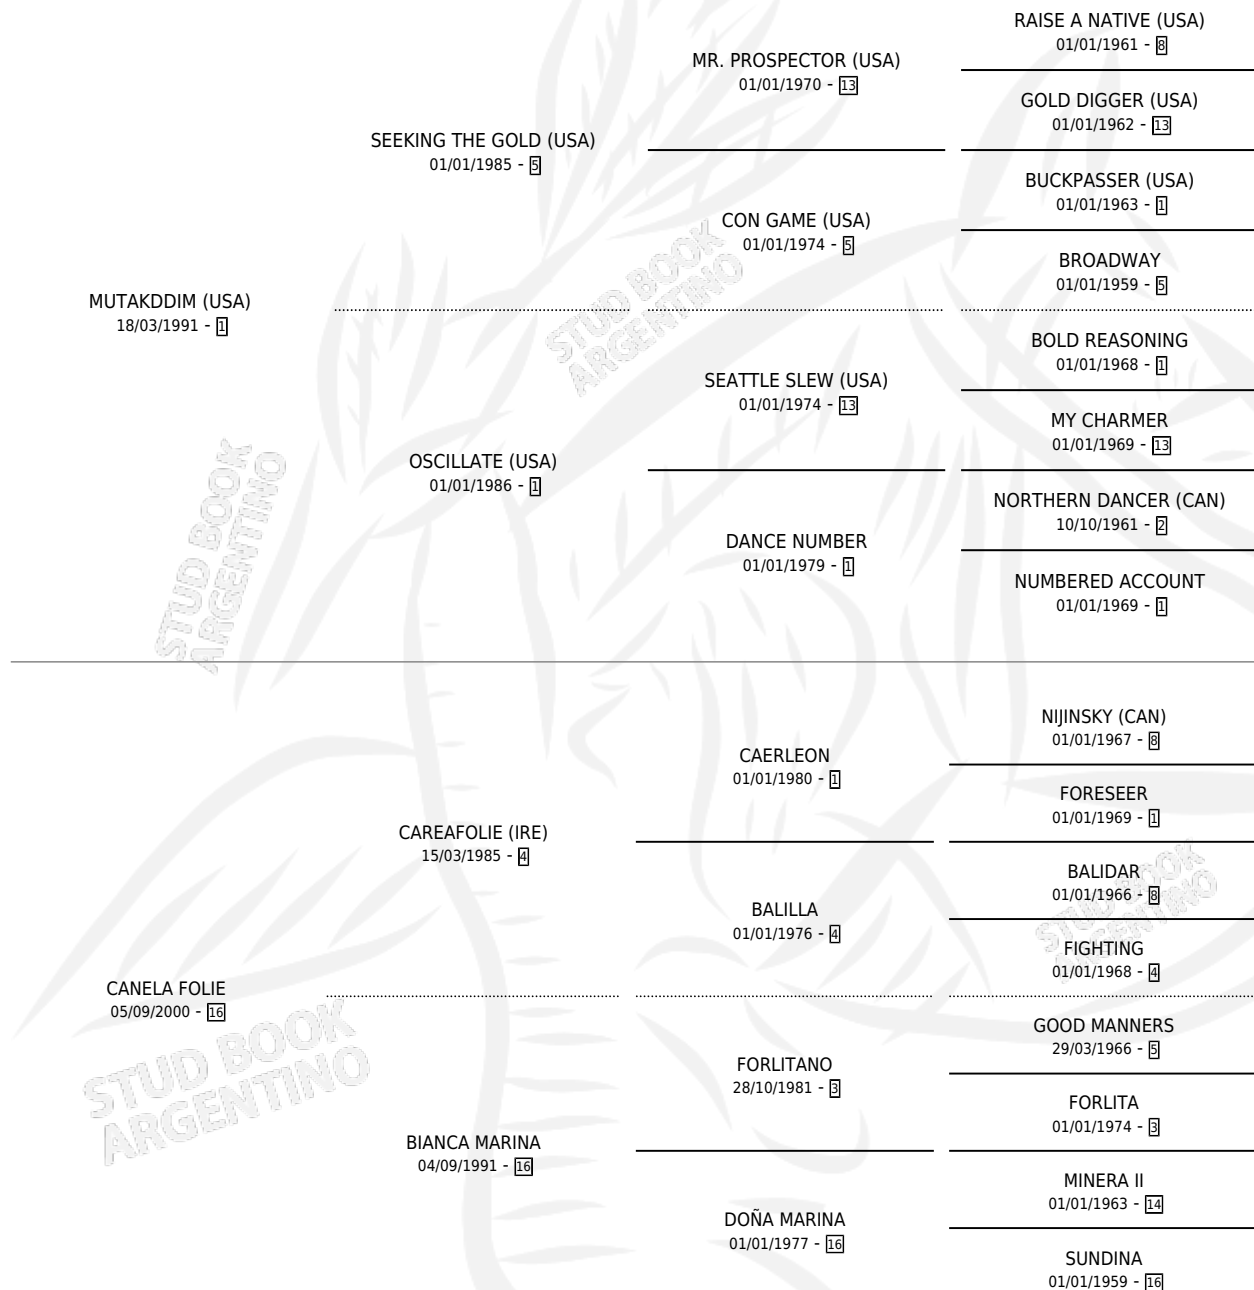 RAISE A NATIVE (USA)
01/01/1961 - 8
MR. PROSPECTOR (USA)
01/01/1970 - 13
GOLD DIGGER (USA)
01/01/1962 - 13
SEEKING THE GOLD (USA)
01/01/1985 - 5
BUCKPASSER (USA)
01/01/1963 - 1
CON GAME (USA)
01/01/1974 - 5
BROADWAY
01/01/1959 - 5
MUTAKDDIM (USA)
18/03/1991 - 1
BOLD REASONING
01/01/1968 - 1
SEATTLE SLEW (USA)
01/01/1974 - 13
MY CHARMER
01/01/1969 - 13
OSCILLATE (USA)
01/01/1986 - 1
NORTHERN DANCER (CAN)
10/10/1961 - 2
DANCE NUMBER
01/01/1979 - 1
NUMBERED ACCOUNT
01/01/1969 - 1
NIJINSKY (CAN)
01/01/1967 - 8
CAERLEON
01/01/1980 - 1
FORESEER
01/01/1969 - 1
CAREAFOLIE (IRE)
15/03/1985 - 4
BALIDAR
01/01/1966 - 8
BALILLA
01/01/1976 - 4
FIGHTING
01/01/1968 - 4
CANELA FOLIE
05/09/2000 - 16
GOOD MANNERS
29/03/1966 - 5
FORLITANO
28/10/1981 - 3
FORLITA
01/01/1974 - 3
BIANCA MARINA
04/09/1991 - 16
MINERA II
01/01/1963 - 14
DOÑA MARINA
01/01/1977 - 16
SUNDINA
01/01/1959 - 16
STUD BOOK
ARGENTINO
STUD BOOK
ARGENTINO
STUD BOOK
ARGENTINO
STUD BOOK
ARGENTINO